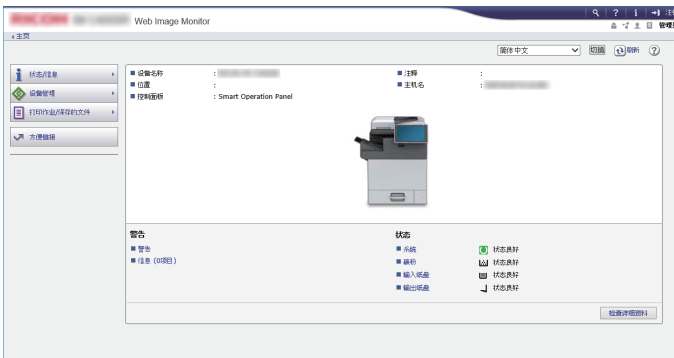 Web Image Monitor
注
管理
主页
简体中文
切换
刷新
状态/信息
设备管理
打印作业/保存的文件
方便链接
设备名称 :
位置 :
控制面板 : Smart Operation Panel
注释 :
主机名 :
警告
警告
信息 (0项目)
状态
系统 状态良好
碳粉 状态良好
输入纸盘 状态良好
输出纸盘 状态良好
检查详细资料